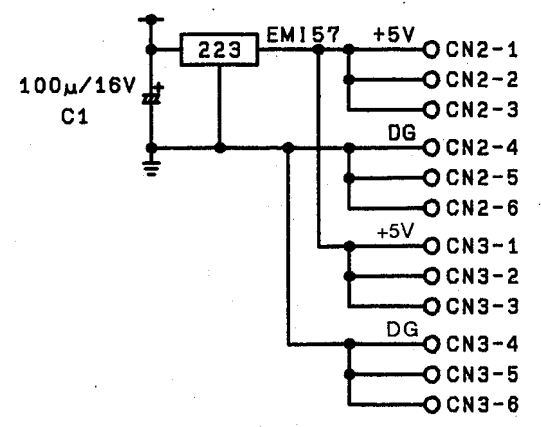 EMI57 +5V
223 CN2-1
100μ/16V + CN2-2
C1 CN2-3
DG CN2-4
CN2-5
CN2-6
+5V CN3-1
CN3-2
CN3-3
DG CN3-4
CN3-5
CN3-6